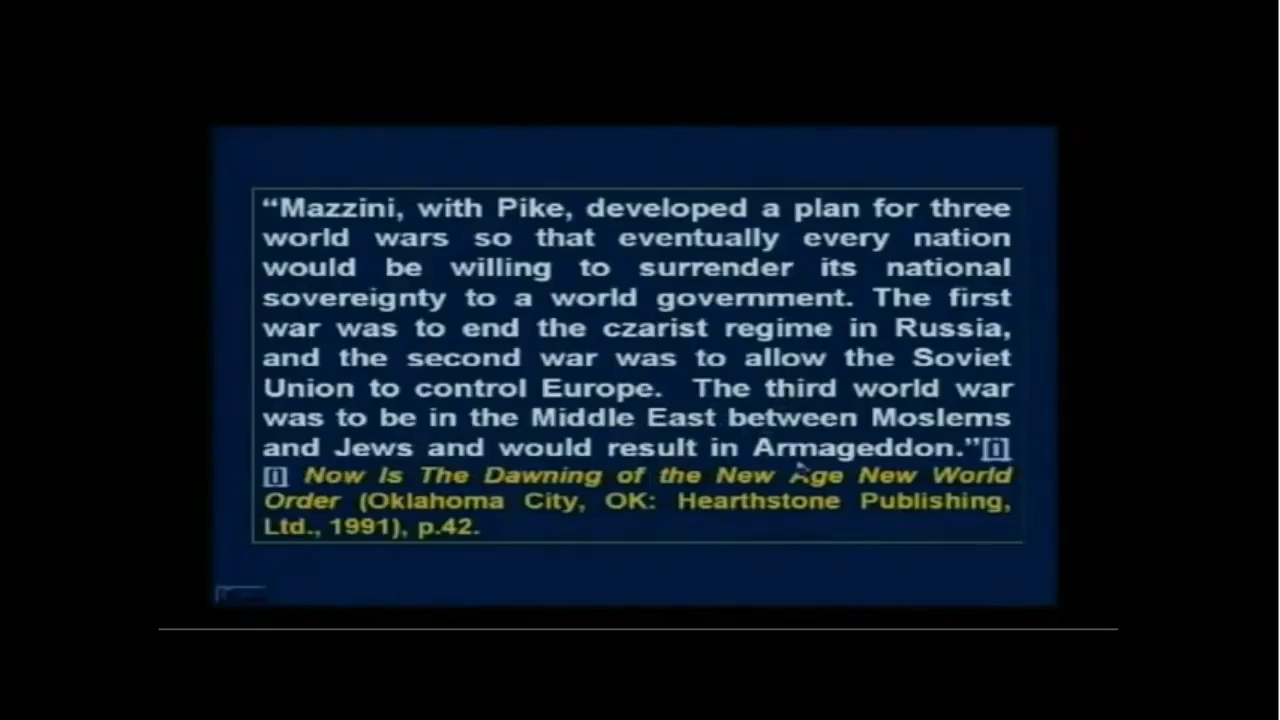 “Mazzini, with Pike, developed a plan for three
world wars so that eventually every nation
would be willing to surrender its national
sovereignty to a world government. The first
war was to end the czarist regime in Russia,
and the second war was to allow the Soviet
Union to control Europe. The third world war
was to be in the Middle East between Moslems
and Jews and would result in Armageddon.”[i]
[i] Now Is The Dawning of the New Age New World
Order (Oklahoma City, OK: Hearthstone Publishing,
Ltd., 1991), p.42.